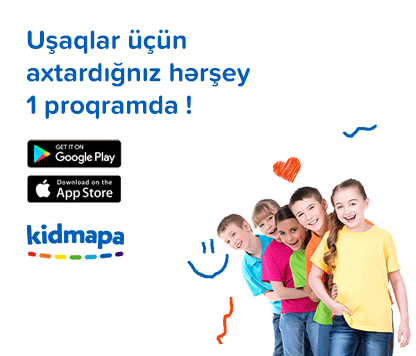 Uşaqlar üçün
axtardığnız hərşey
1 proqramda !
GET IT ON
Google Play
Download on the
App Store
kidmapa